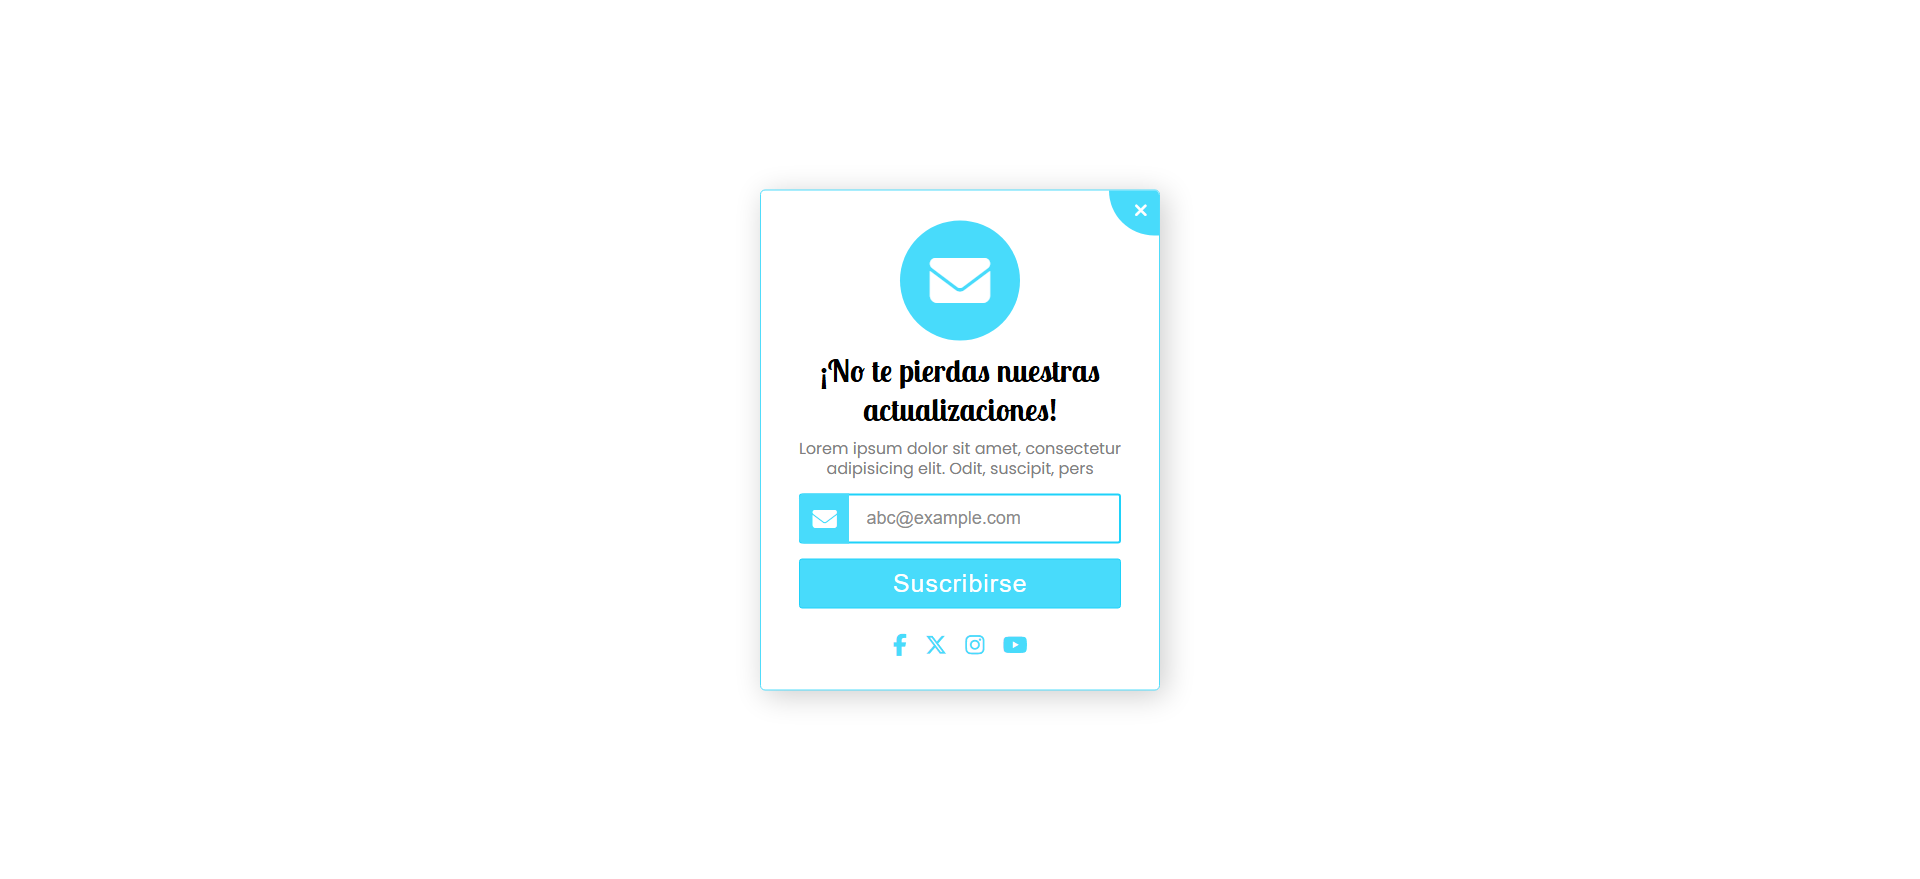 ¡No te pierdas nuestras
actualizaciones!
Lorem ipsum dolor sit amet, consectetur
adipisicing elit. Odit, suscipit, pers
abc@example.com
Suscribirse